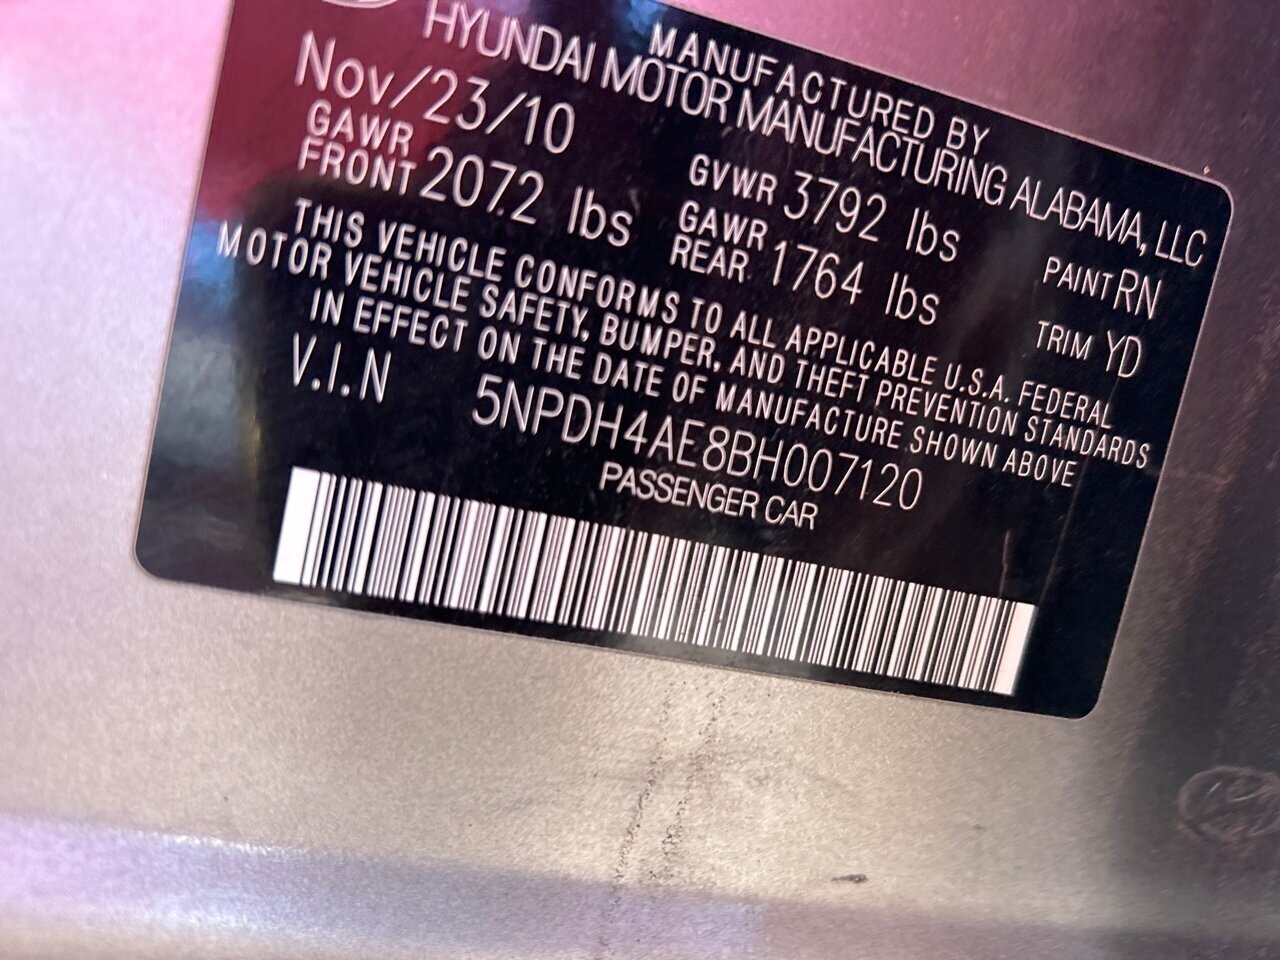 MANUFACTURED BY
HYUNDAI MOTOR MANUFACTURING ALABAMA, LLC
Nov/23/10 GVWR 3792 lbs PAINT RN
GAWR FRONT 2072 lbs GAWR REAR 1764 lbs TRIM YD
THIS VEHICLE CONFORMS TO ALL APPLICABLE U.S.A. FEDERAL
MOTOR VEHICLE SAFETY, BUMPER, AND THEFT PREVENTION STANDARDS
IN EFFECT ON THE DATE OF MANUFACTURE SHOWN ABOVE
V.I.N 5NPDH4AE8BH007120
PASSENGER CAR